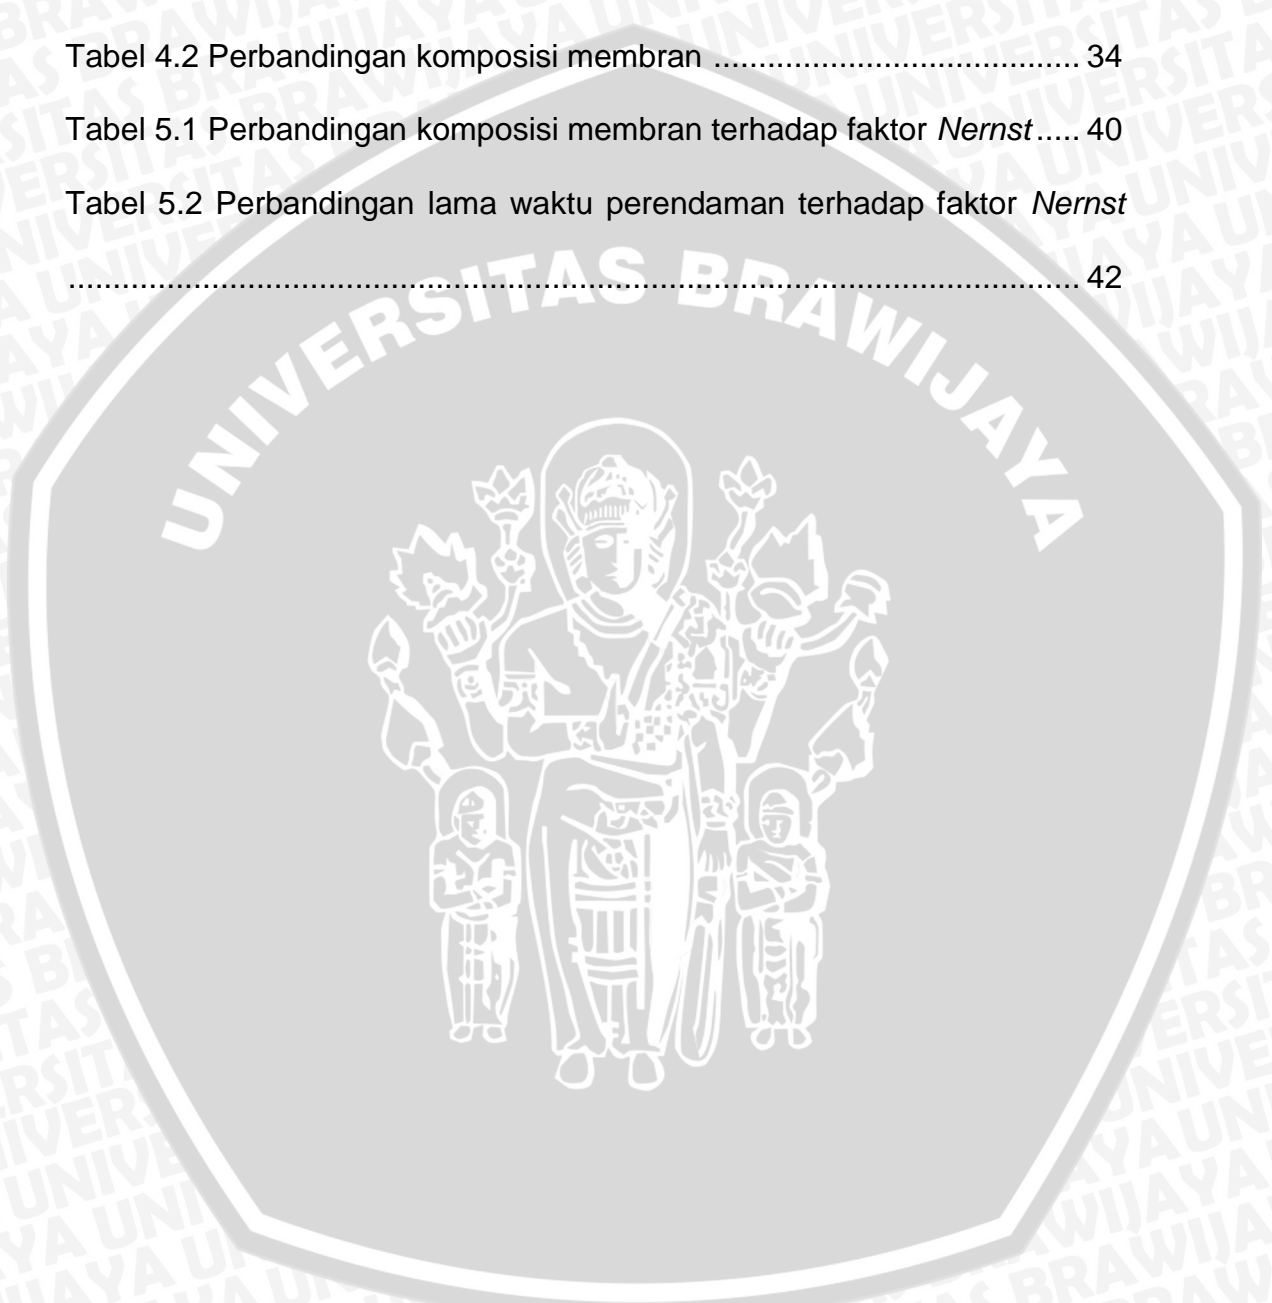 Tabel 4.2 Perbandingan komposisi membran ......................................... 34
Tabel 5.1 Perbandingan komposisi membran terhadap faktor Nernst ..... 40
Tabel 5.2 Perbandingan lama waktu perendaman terhadap faktor Nernst
................................................................................................................. 42
UNIVERSITAS BRAWIJAYA